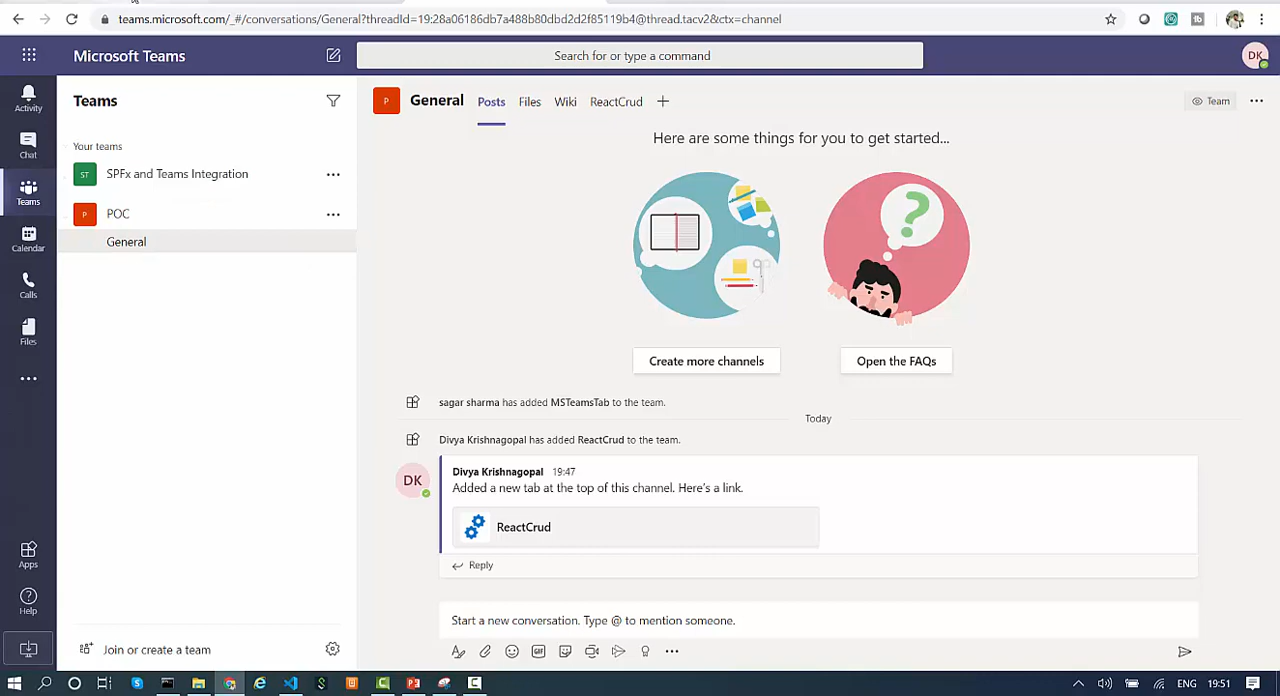 teams.microsoft.com/_#/conversations/General?threadId=19:28a06186db7a488b80dbd2d2f85119b4@thread.tacv2&ctx=channel
Microsoft Teams
Search for or type a command
DK
Activity
Chat
Teams
Calendar
Calls
Files
Apps
Help
Teams
Your teams
ST SPFx and Teams Integration
P POC
General
Join or create a team
P General Posts Files Wiki ReactCrud
Team
Here are some things for you to get started...
Create more channels
Open the FAQs
sagar sharma has added MSTeamsTab to the team.
Today
Divya Krishnagopal has added ReactCrud to the team.
DK
Divya Krishnagopal 19:47
Added a new tab at the top of this channel. Here's a link.
ReactCrud
Reply
Start a new conversation. Type @ to mention someone.
GIF
ENG 19:51